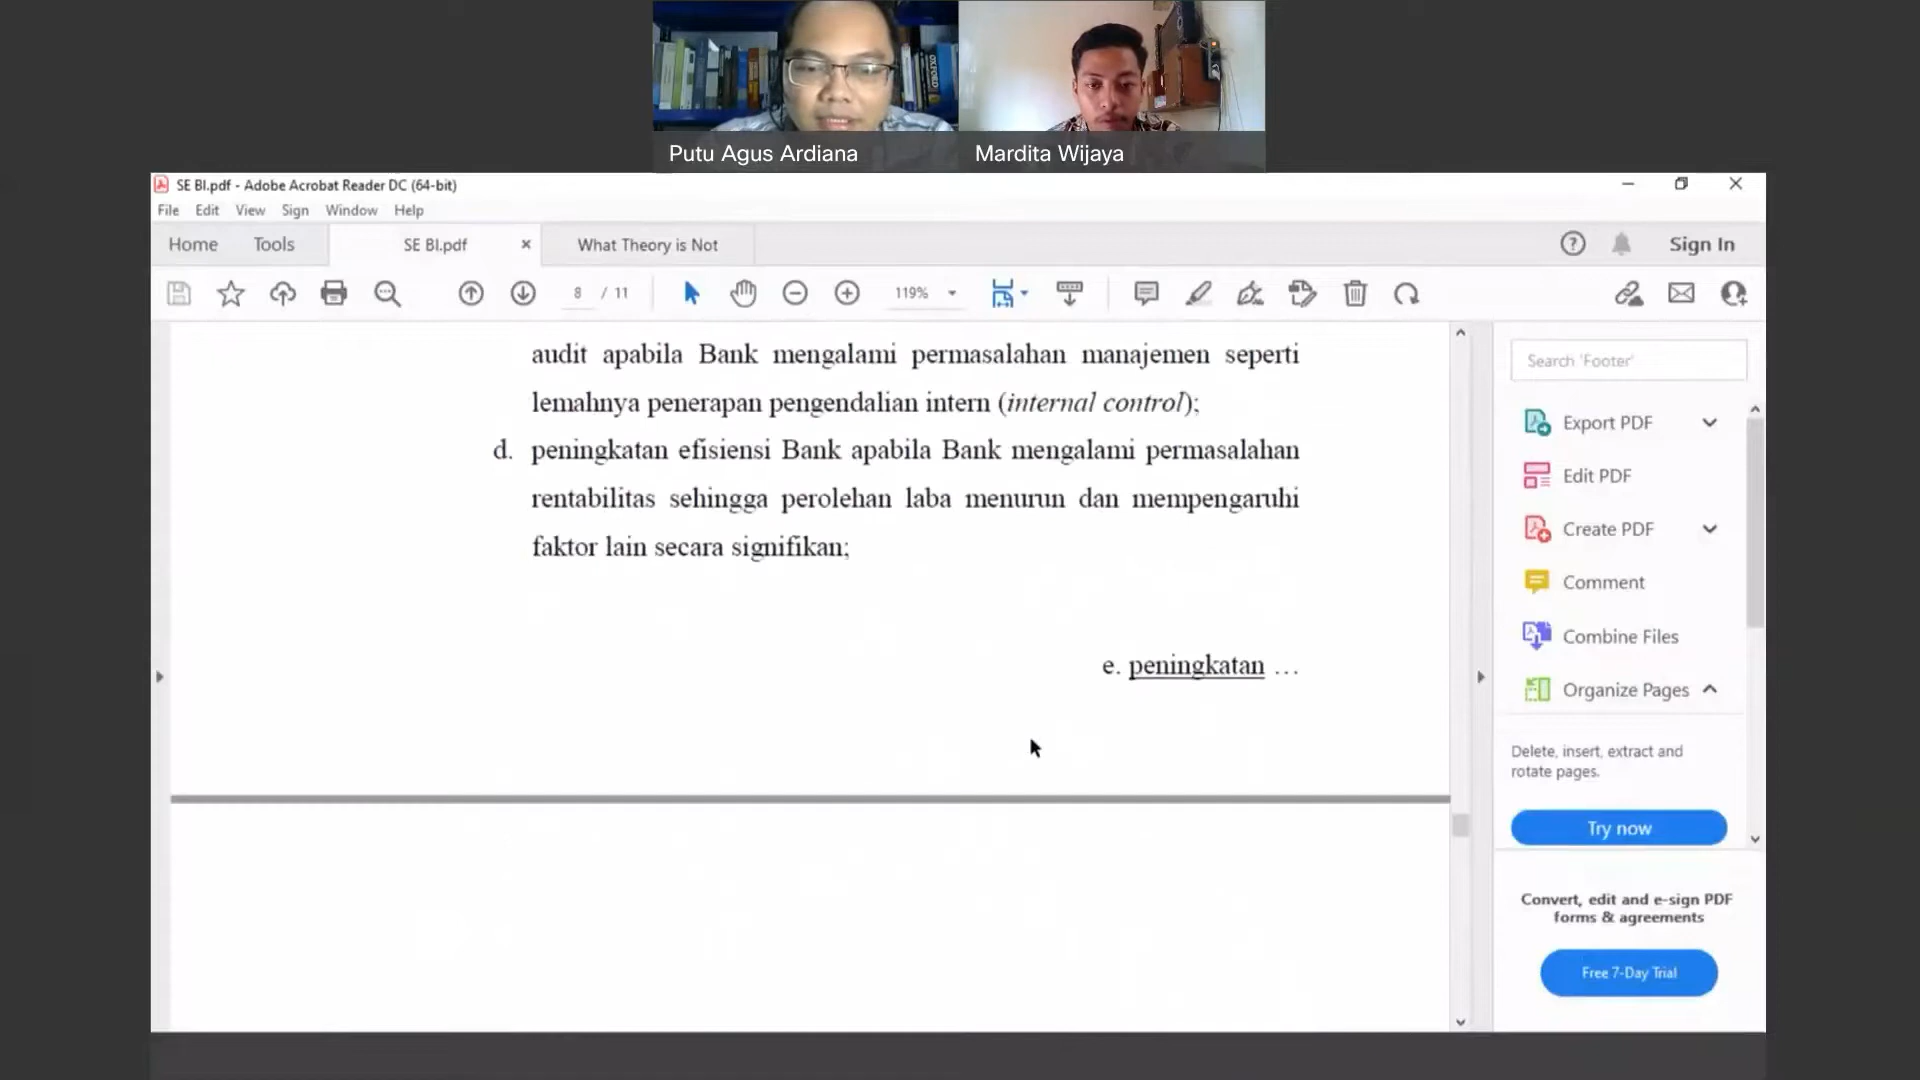 OXFORD
Putu Agus Ardiana
Mardita Wijaya
SE BI.pdf - Adobe Acrobat Reader DC (64-bit)
File Edit View Sign Window Help
Home Tools SE BI.pdf × What Theory is Not Sign In
8 / 11 119%
audit apabila Bank mengalami permasalahan manajemen seperti
lemahnya penerapan pengendalian intern (internal control);
d. peningkatan efisiensi Bank apabila Bank mengalami permasalahan
rentabilitas sehingga perolehan laba menurun dan mempengaruhi
faktor lain secara signifikan;
e. peningkatan ...
Search 'Footer'
Export PDF
Edit PDF
Create PDF
Comment
Combine Files
Organize Pages
Delete, insert, extract and
rotate pages.
Try now
Convert, edit and e-sign PDF
forms & agreements
Free 7-Day Trial